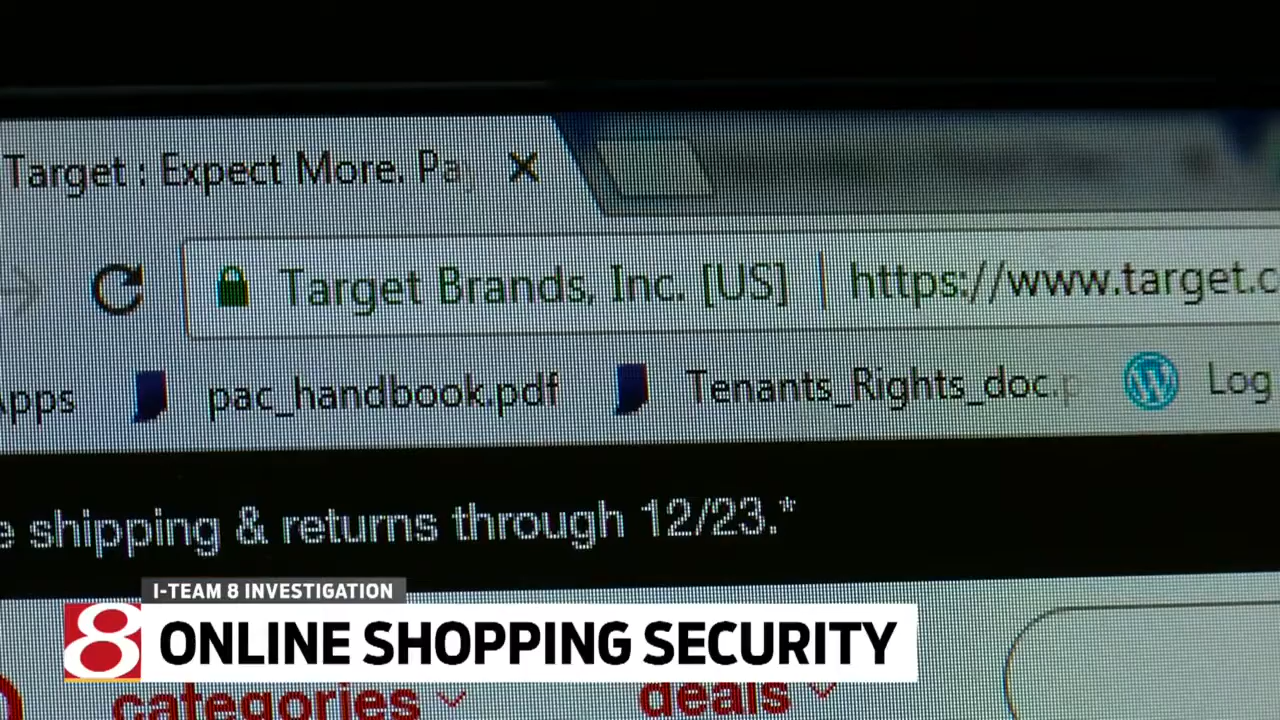 Target : Expect More. Pa
Target Brands, Inc. [US] | https://www.target.c
Apps pac_handbook.pdf Tenants_Rights_doc.p Log
e shipping & returns through 12/23.*
I-TEAM 8 INVESTIGATION
8 ONLINE SHOPPING SECURITY
categories deals